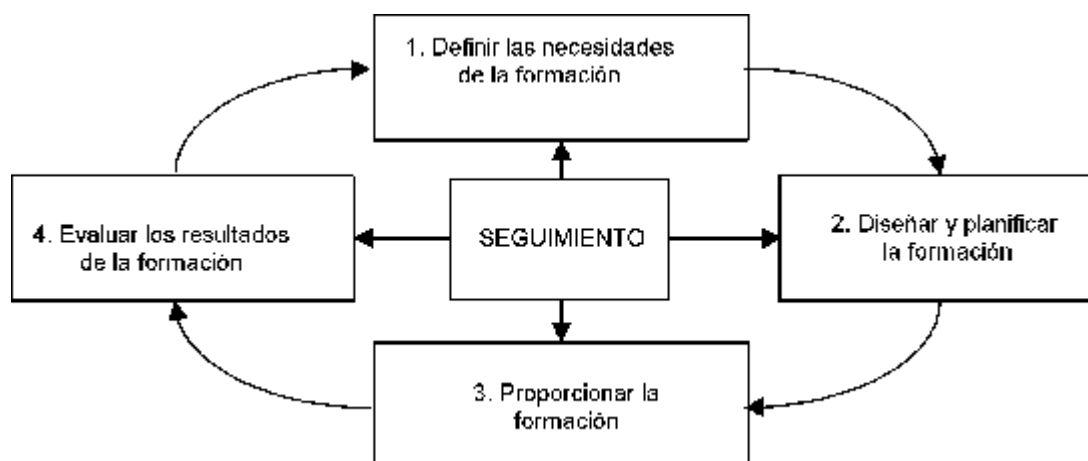 1. Definir las necesidades
de la formación
4. Evaluar los resultados
de la formación
SEGUIMIENTO
2. Diseñar y planificar
la formación
3. Proporcionar la
formación